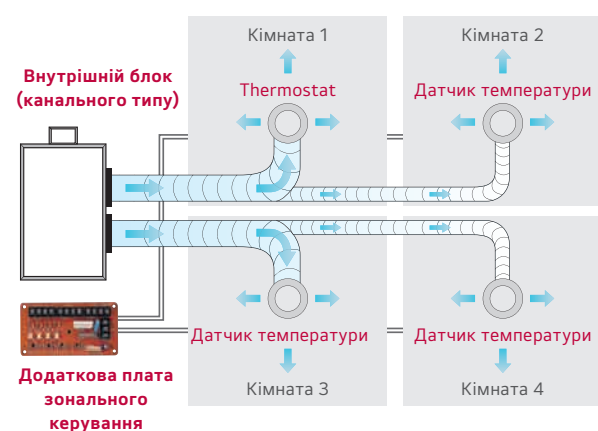 Кімната 1
Кімната 2
Внутрішній блок
(канального типу)
Thermostat
Датчик температури
Датчик температури
Датчик температури
Додаткова плата
зонального
керування
Кімната 3
Кімната 4